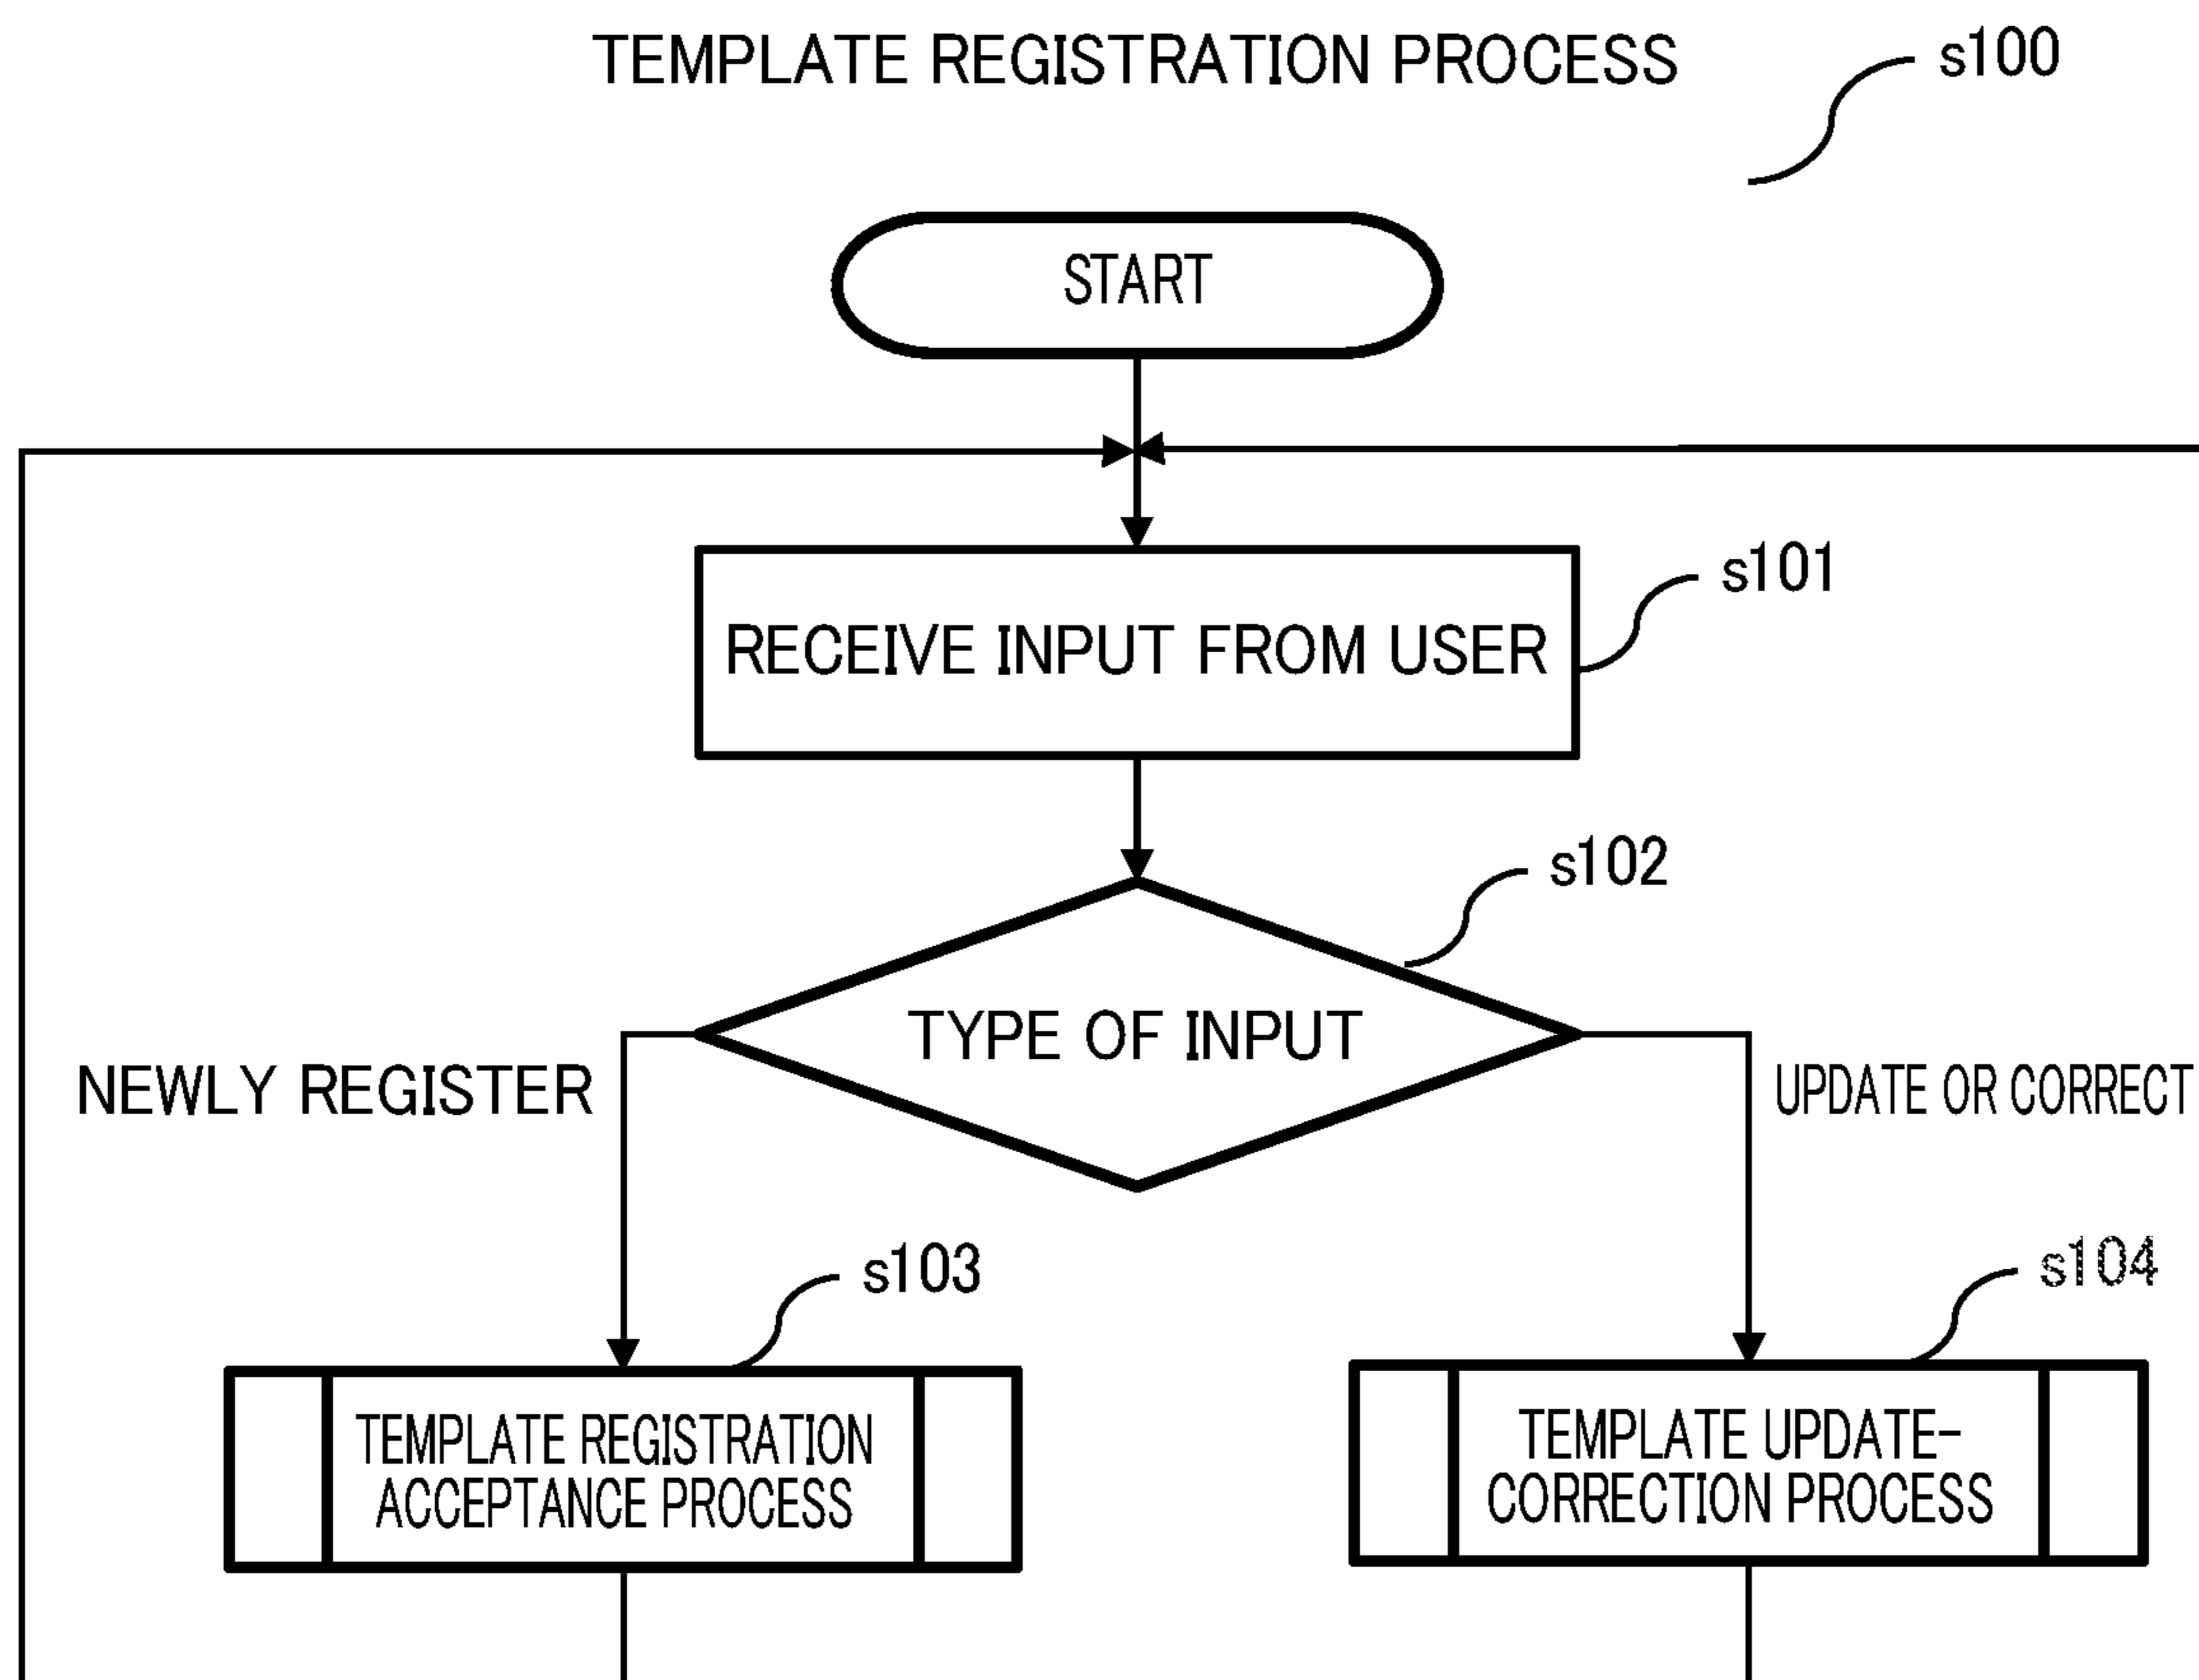 TEMPLATE REGISTRATION PROCESS
s100
START
RECEIVE INPUT FROM USER
s101
s102
TYPE OF INPUT
NEWLY REGISTER
UPDATE OR CORRECT
s103
s104
TEMPLATE REGISTRATION
ACCEPTANCE PROCESS
TEMPLATE UPDATE-
CORRECTION PROCESS